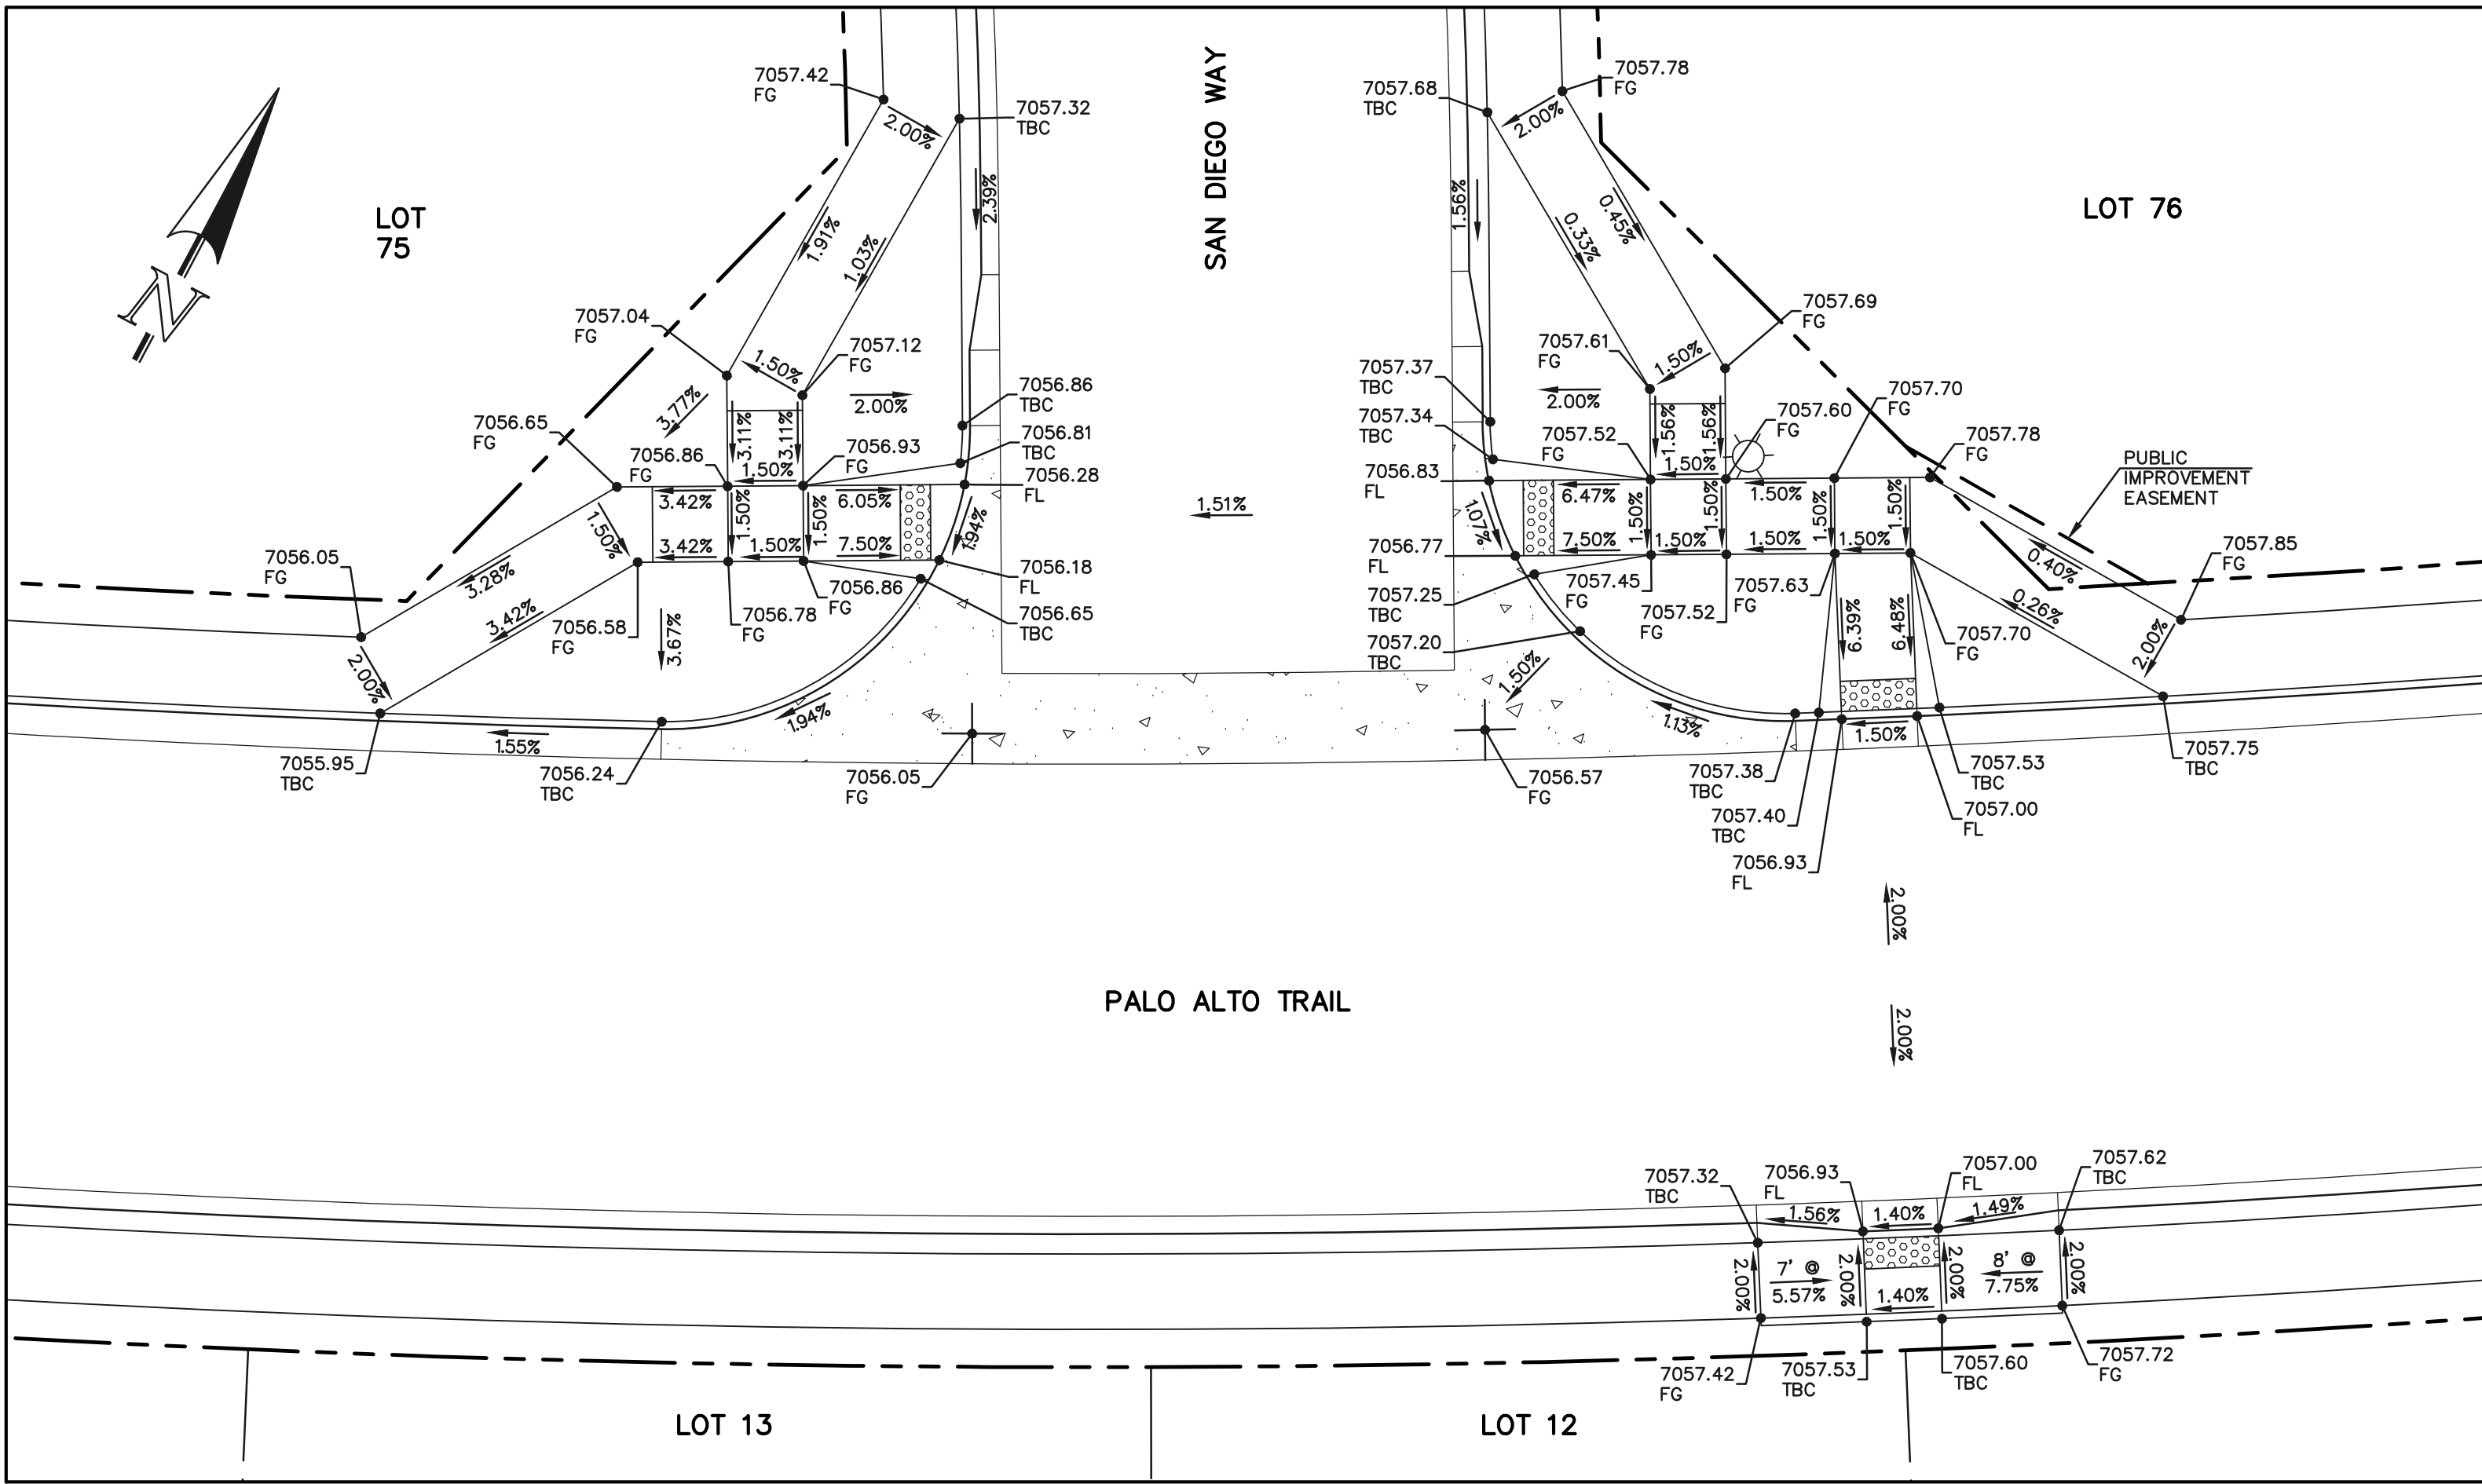 7057.42
FG
7057.32
TBC
2.00%
2.39%
SAN DIEGO WAY
7057.68
TBC
7057.78
FG
2.00%
1.56%
LOT
75
LOT 76
1.91%
1.03%
0.33%
0.45%
N
7057.04
FG
7057.12
FG
1.50%
3.77%
2.00%
7056.86
TBC
7057.61
FG
7057.69
FG
1.50%
7057.37
TBC
2.00%
7057.70
FG
7056.65
FG
3.11%
3.11%
7056.93
FG
7056.81
TBC
7057.34
TBC
7057.52
FG
1.56%
1.56%
7057.60
FG
7057.78
FG
7056.86
FG
1.50%
7056.28
FL
7056.83
FL
1.50%
PUBLIC
IMPROVEMENT
EASEMENT
3.42%
1.50%
1.50%
6.05%
1.94%
1.51%
1.07%
6.47%
1.50%
1.50%
1.50%
1.50%
1.50%
1.50%
3.42%
1.50%
7.50%
7056.77
FL
7.50%
1.50%
1.50%
1.50%
7056.05
FG
3.28%
7056.18
FL
0.40%
7057.85
FG
3.42%
7056.58
FG
3.67%
7056.78
FG
7056.86
FG
7056.65
TBC
7057.25
TBC
7057.45
FG
7057.52
FG
7057.63
FG
6.39%
6.48%
7057.70
FG
0.26%
2.00%
2.00%
7057.20
TBC
1.50%
1.94%
1.13%
1.55%
1.50%
7055.95
TBC
7056.24
TBC
7056.05
FG
7056.57
FG
7057.38
TBC
7057.53
TBC
7057.75
TBC
7057.40
TBC
7057.00
FL
7056.93
FL
2.00%
PALO ALTO TRAIL
2.00%
7057.32
TBC
7056.93
FL
7057.00
FL
7057.62
TBC
1.56%
1.40%
1.49%
2.00%
7' @
5.57%
2.00%
2.00%
8' @
7.75%
2.00%
1.40%
7057.42
FG
7057.53
TBC
7057.60
TBC
7057.72
FG
LOT 13
LOT 12